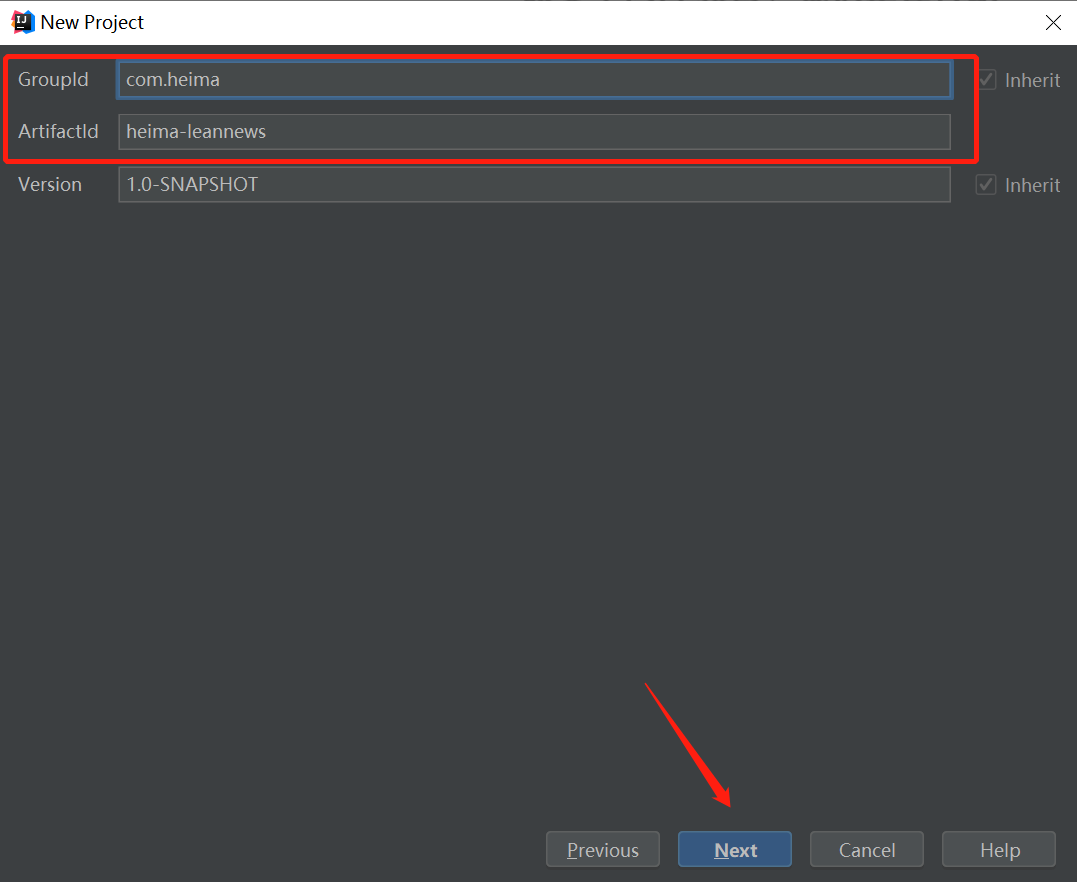 New Project
GroupId com.heima Inherit
ArtifactId heima-leannews
Version 1.0-SNAPSHOT Inherit
Previous Next Cancel Help